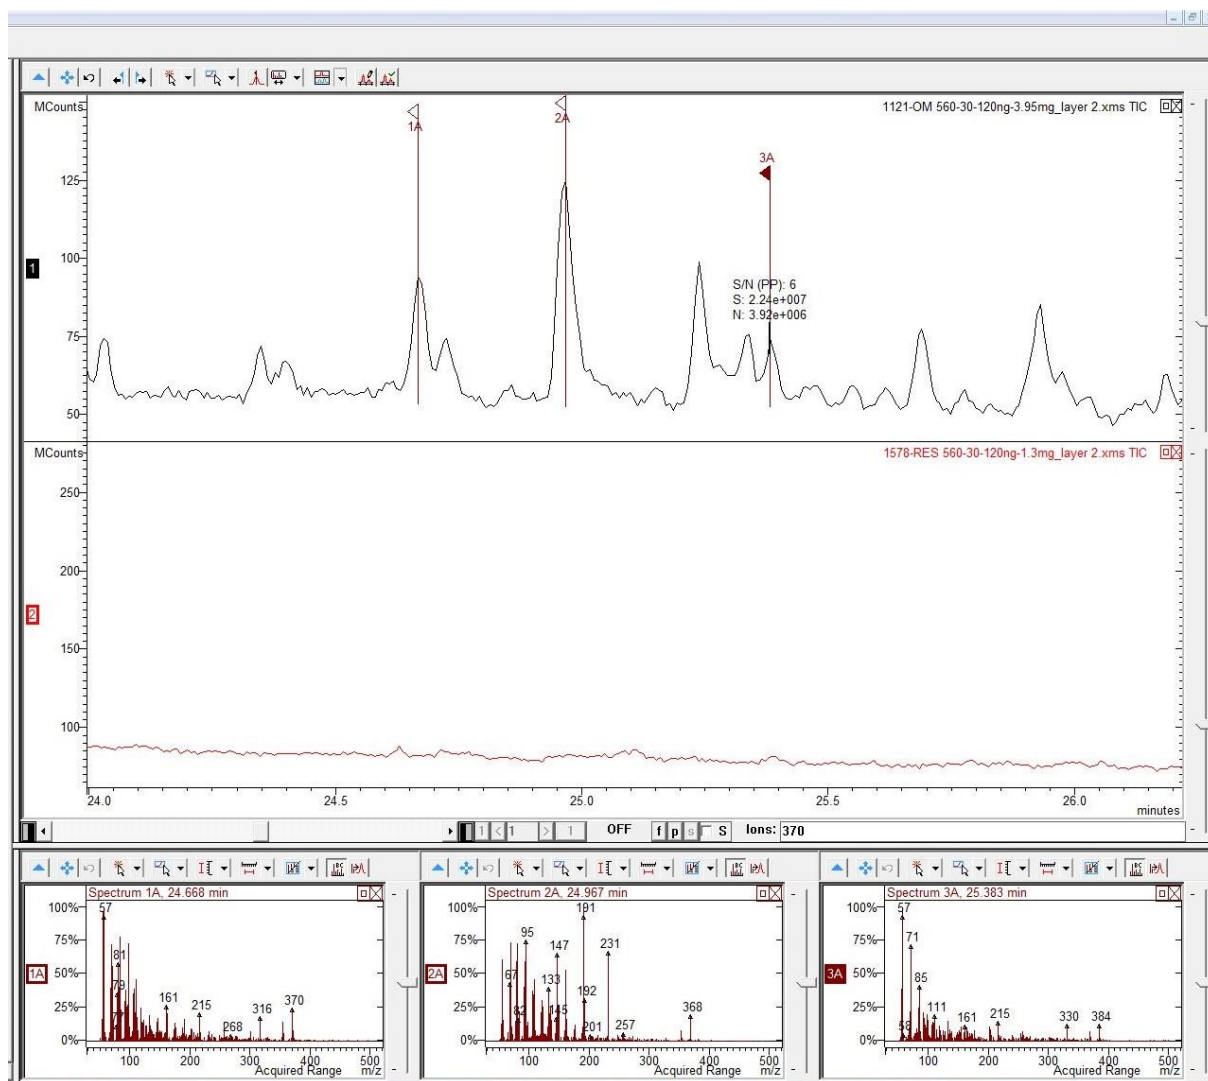 MCounts
1121-OM 560-30-120ng-3.95mg_layer 2.xms TIC
1A
2A
3A
125
100
75
50
1
S/N (PP): 6
S: 2.24e+007
N: 3.92e+006
MCounts
1578-RES 560-30-120ng-1.3mg_layer 2.xms TIC
250
200
150
100
2
24.0 24.5 25.0 25.5 26.0
minutes
1 < 1 > 1 OFF f p s S Ions: 370
Spectrum 1A, 24.668 min
100%
75%
50%
25%
0%
1A
57
81
79
77
161
215
268
316
370
100 200 300 400 500
Acquired Range m/z
Spectrum 2A, 24.967 min
100%
75%
50%
25%
0%
2A
191
95
147
231
67
133
192
82
145
201
257
368
100 200 300 400 500
Acquired Range m/z
Spectrum 3A, 25.383 min
100%
75%
50%
25%
0%
3A
57
71
85
111
58
161
215
330
384
100 200 300 400 500
Acquired Range m/z